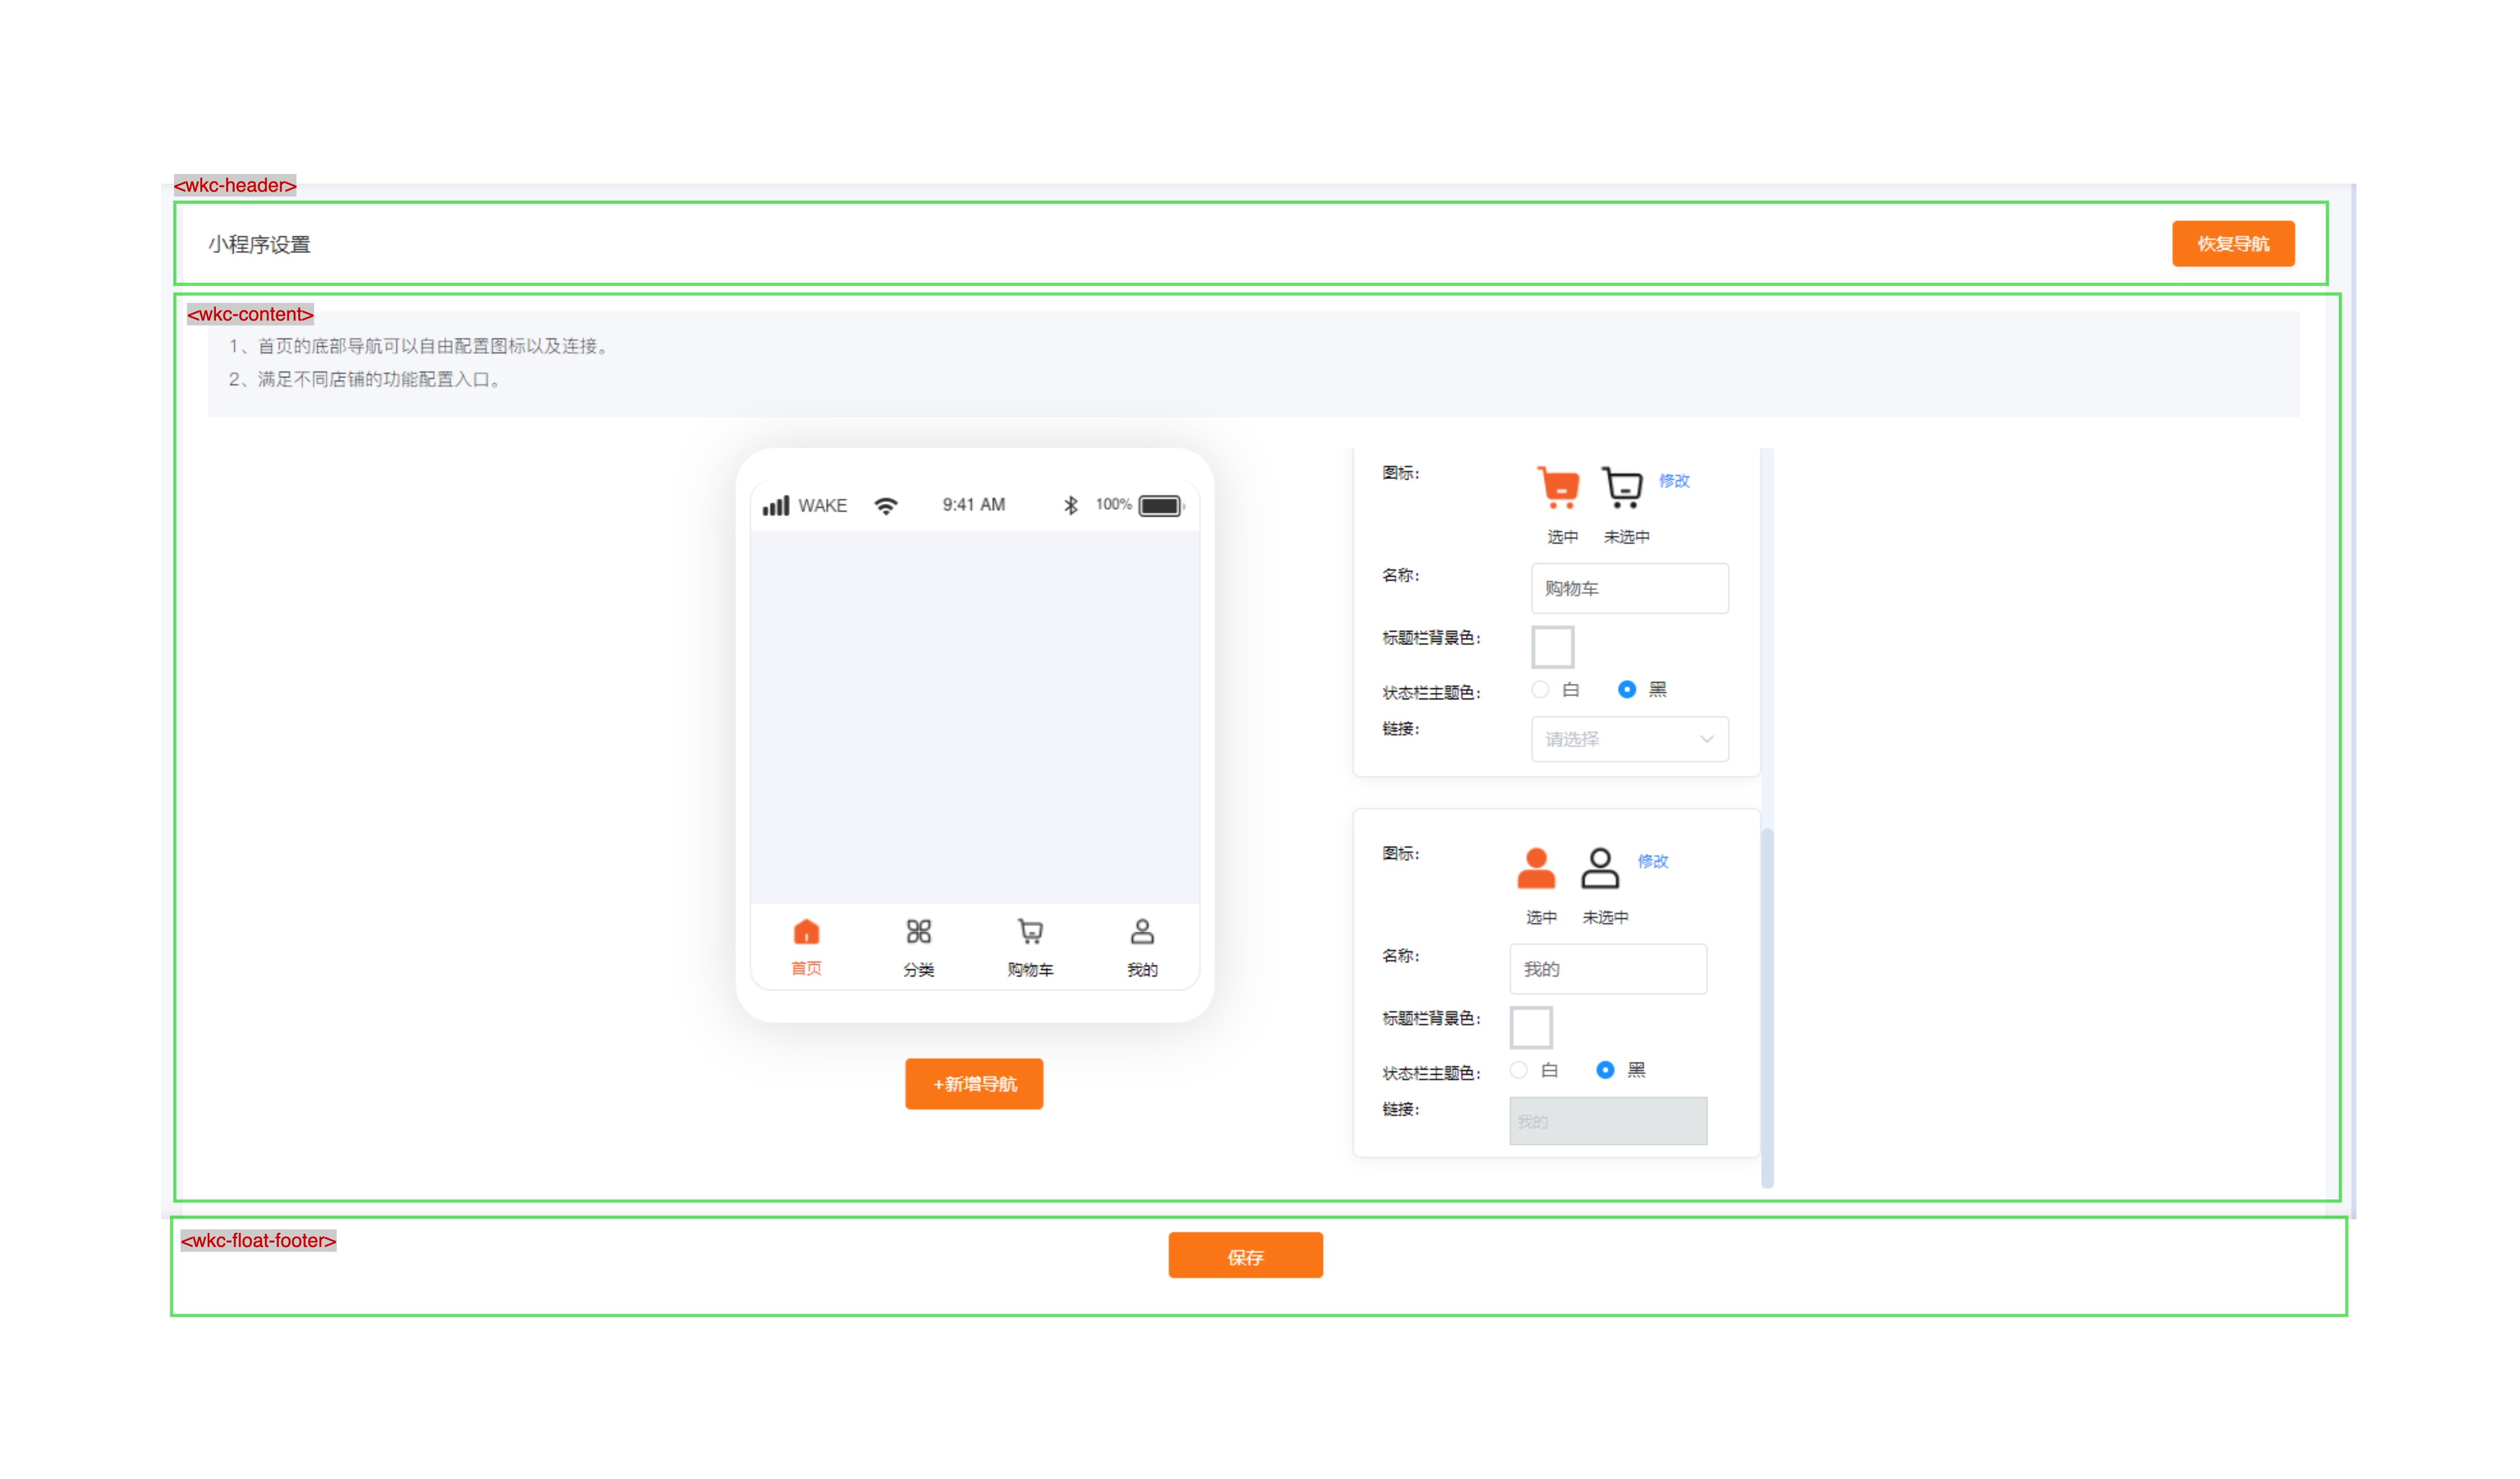 <wkc-header>
小程序设置
恢复导航
<wkc-content>
1、首页的底部导航可以自由配置图标以及连接。
2、满足不同店铺的功能配置入口。
WAKE 9:41 AM 100%
首页 分类 购物车 我的
+新增导航
图标：
修改
选中 未选中
名称：
购物车
标题栏背景色：
状态栏主题色：
白 黑
链接：
请选择
图标：
修改
选中 未选中
名称：
我的
标题栏背景色：
状态栏主题色：
白 黑
链接：
我的
<wkc-float-footer>
保存